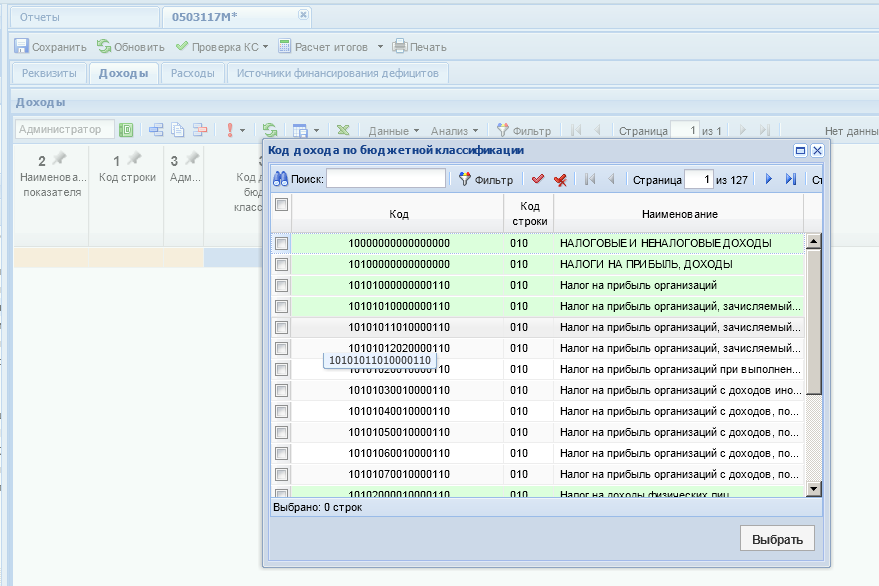 Отчеты
0503117М*
Сохранить Обновить Проверка КС Расчет итогов Печать
Реквизиты Доходы Расходы Источники финансирования дефицитов
Доходы
Администратор Данные Анализ Фильтр Страница 1 из 1 Нет данны
2 1 3
Наименова... Код строки Адм...
показателя
Код д
бюд
класс
Код дохода по бюджетной классификации
Поиск: Фильтр Страница 1 из 127 Ст
Код Код строки Наименование
10000000000000000 010 НАЛОГОВЫЕ И НЕНАЛОГОВЫЕ ДОХОДЫ
10100000000000000 010 НАЛОГИ НА ПРИБЫЛЬ, ДОХОДЫ
10101000000000110 010 Налог на прибыль организаций
10101010000000110 010 Налог на прибыль организаций, зачисляемый...
10101011010000110 010 Налог на прибыль организаций, зачисляемый...
10101012020000110 010 Налог на прибыль организаций, зачисляемый...
10101011010000110
10101020010000110 010 Налог на прибыль организаций при выполнен...
10101030010000110 010 Налог на прибыль организаций с доходов ино...
10101040010000110 010 Налог на прибыль организаций с доходов, по...
10101050010000110 010 Налог на прибыль организаций с доходов, по...
10101060010000110 010 Налог на прибыль организаций с доходов, по...
10101070010000110 010 Налог на прибыль организаций с доходов, по...
10102000010000110 010 Налог на доходы физических лиц
Выбрано: 0 строк
Выбрать